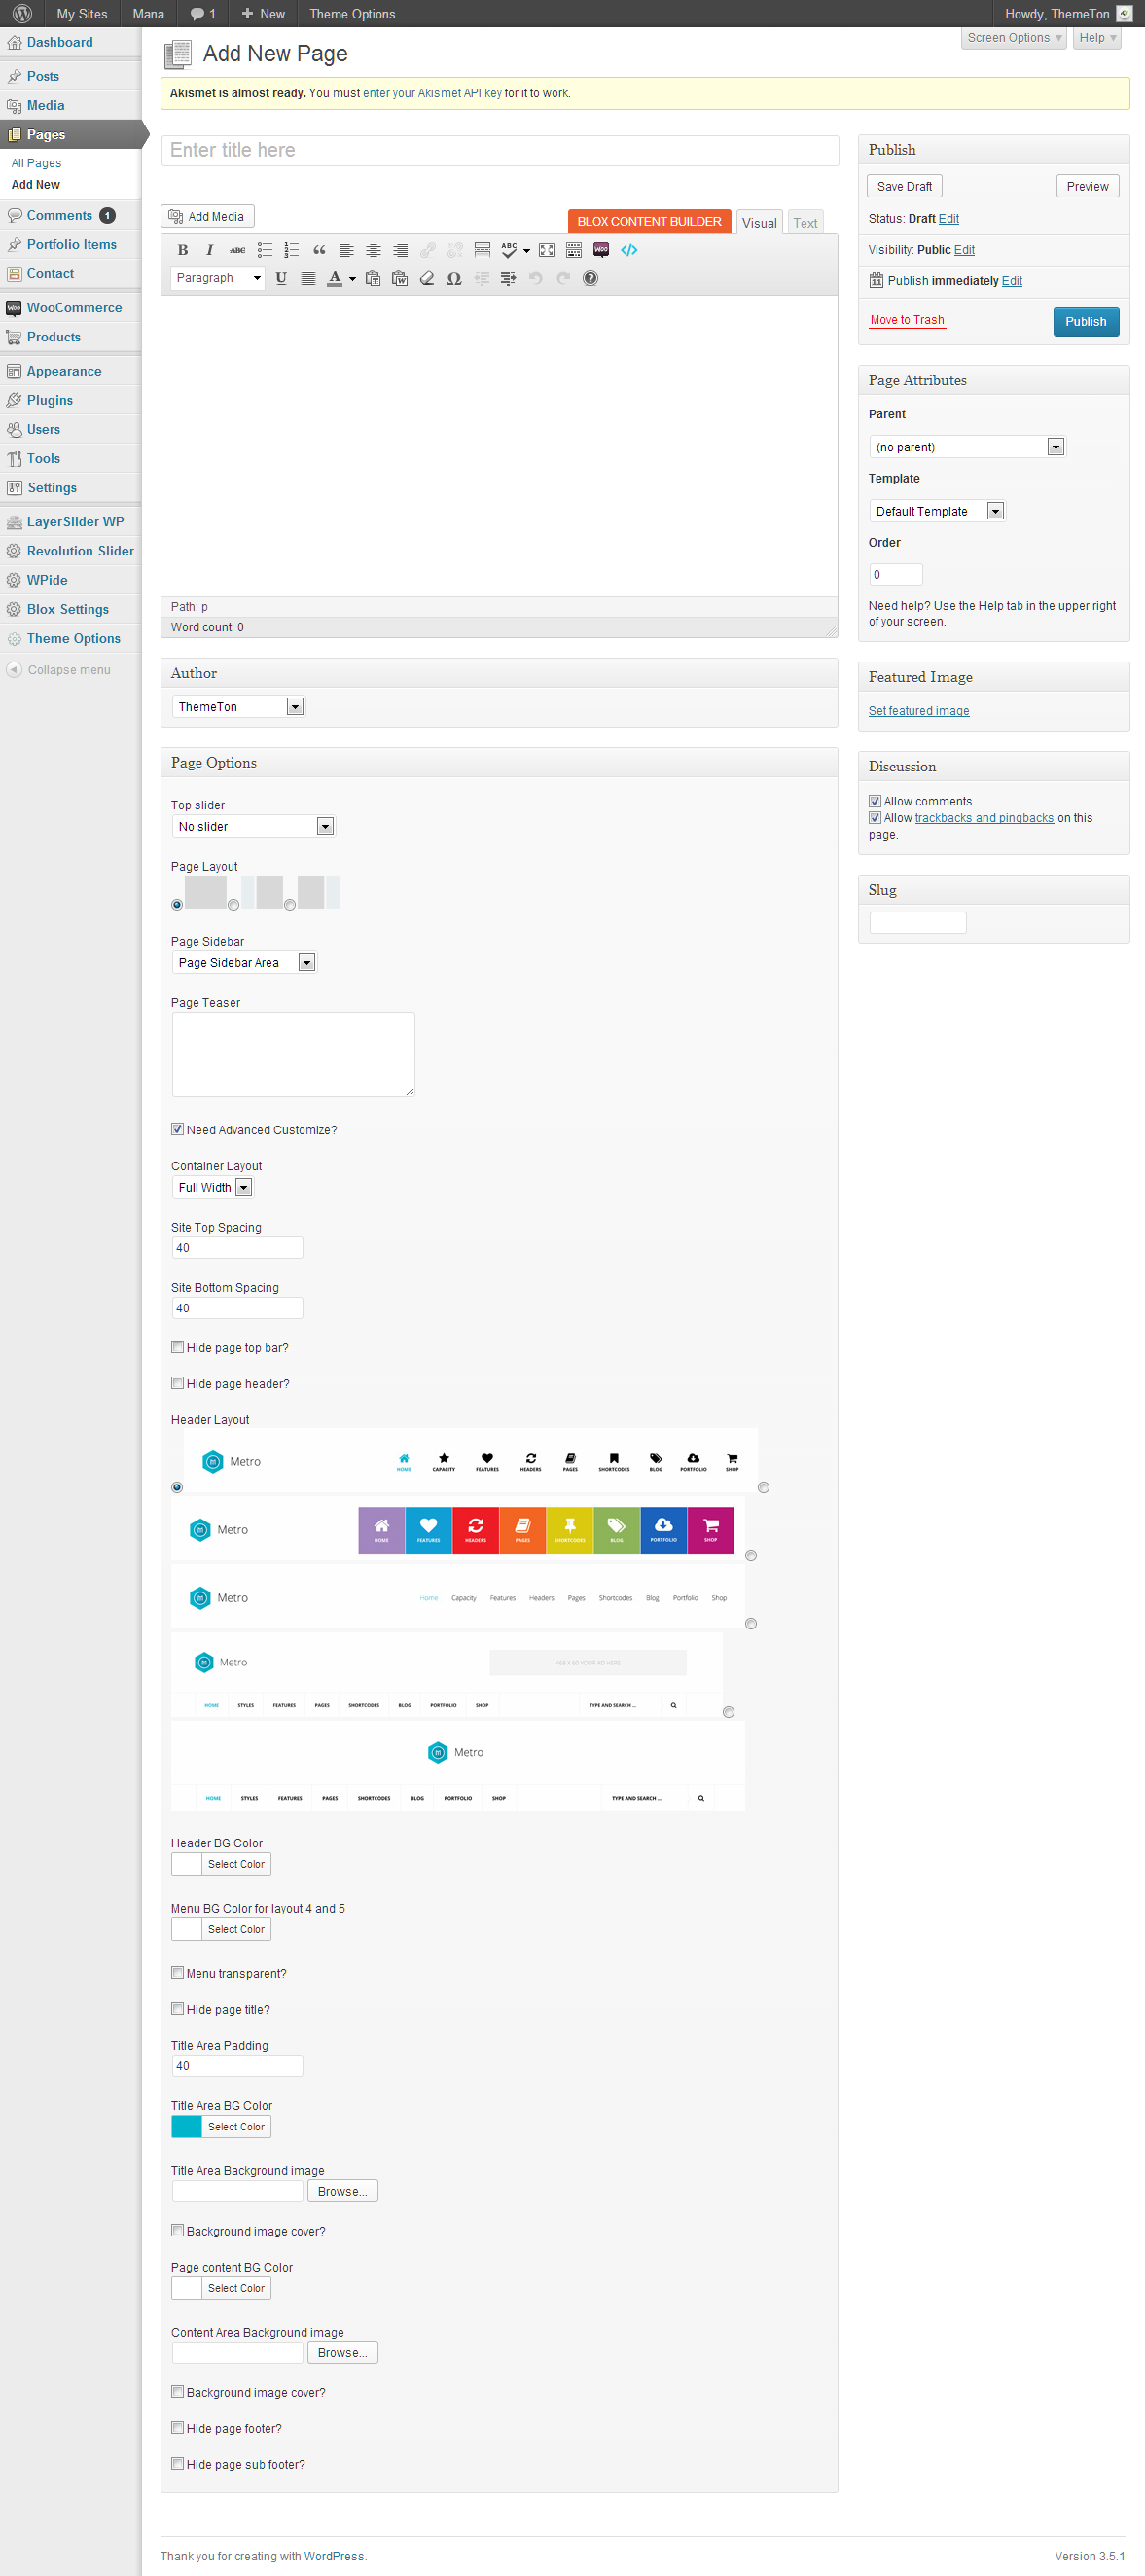 My Sites Mana 1 New Theme Options Howdy, ThemeTon
Dashboard
Posts
Media
Pages
All Pages
Add New
Comments 1
Portfolio Items
Contact
WooCommerce
Products
Appearance
Plugins
Users
Tools
Settings
LayerSlider WP
Revolution Slider
WPide
Blox Settings
Theme Options
Collapse menu
Screen Options Help
Add New Page
Akismet is almost ready. You must enter your Akismet API key for it to work.
Enter title here
Add Media
BLOX CONTENT BUILDER Visual Text
B I ABC ABC WOO
Paragraph U A
Path: p
Word count: 0
Author
ThemeTon
Page Options
Top slider
No slider
Page Layout
Page Sidebar
Page Sidebar Area
Page Teaser
Need Advanced Customize?
Container Layout
Full Width
Site Top Spacing
40
Site Bottom Spacing
40
Hide page top bar?
Hide page header?
Header Layout
Metro HOME CAPACITY FEATURES HEADERS PAGES SHORTCODES BLOG PORTFOLIO SHOP
Metro HOME FEATURES HEADERS PAGES SHORTCODES BLOG PORTFOLIO SHOP
Metro Home Capacity Features Headers Pages Shortcodes Blog Portfolio Shop
Metro YOUR AD HERE
HOME STYLES FEATURES PAGES SHORTCODES BLOG PORTFOLIO SHOP TYPE AND SEARCH ...
Metro
HOME STYLES FEATURES PAGES SHORTCODES BLOG PORTFOLIO SHOP TYPE AND SEARCH ...
Header BG Color
Select Color
Menu BG Color for layout 4 and 5
Select Color
Menu transparent?
Hide page title?
Title Area Padding
40
Title Area BG Color
Select Color
Title Area Background image
Browse...
Background image cover?
Page content BG Color
Select Color
Content Area Background image
Browse...
Background image cover?
Hide page footer?
Hide page sub footer?
Publish
Save Draft Preview
Status: Draft Edit
Visibility: Public Edit
Publish immediately Edit
Move to Trash Publish
Page Attributes
Parent
(no parent)
Template
Default Template
Order
0
Need help? Use the Help tab in the upper right
of your screen.
Featured Image
Set featured image
Discussion
Allow comments.
Allow trackbacks and pingbacks on this
page.
Slug
Thank you for creating with WordPress. Version 3.5.1